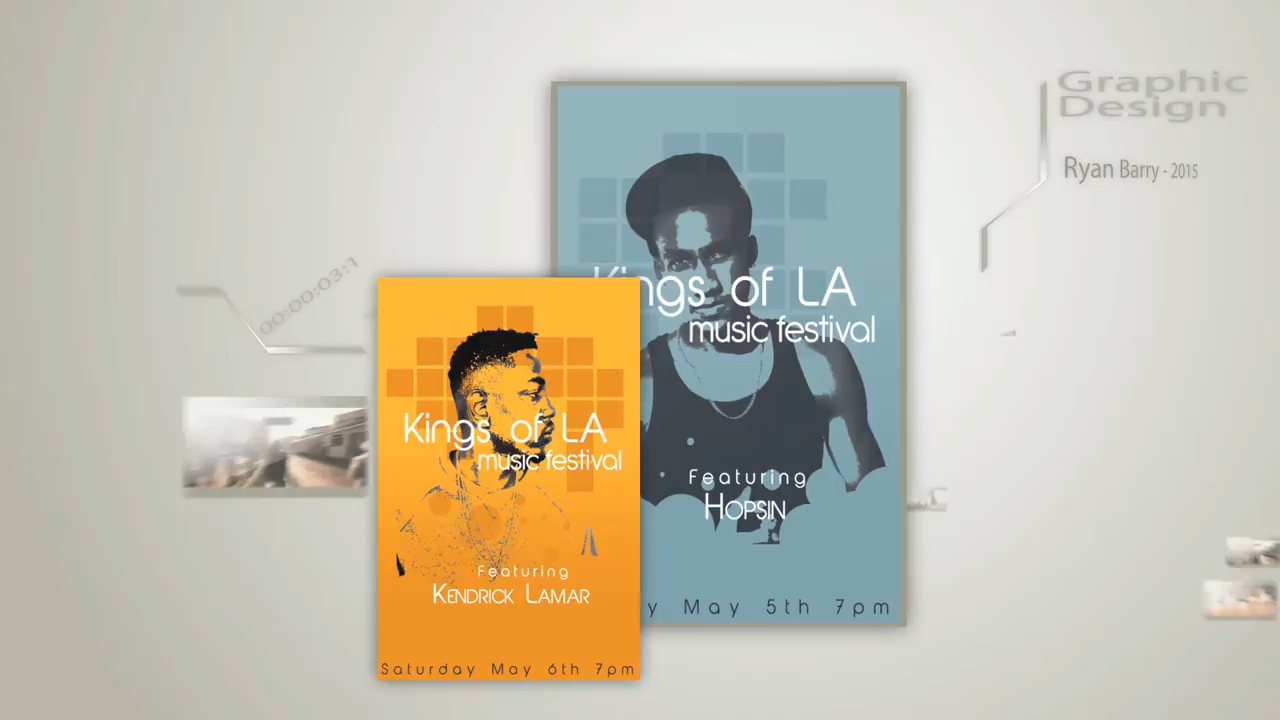 Graphic
Design
Ryan Barry - 2015
00:00:03:1
Kings of LA
music festival
Featuring
HOPSIN
y May 5th 7pm
Kings of LA
music festival
Featuring
KENDRICK LAMAR
Saturday May 6th 7pm